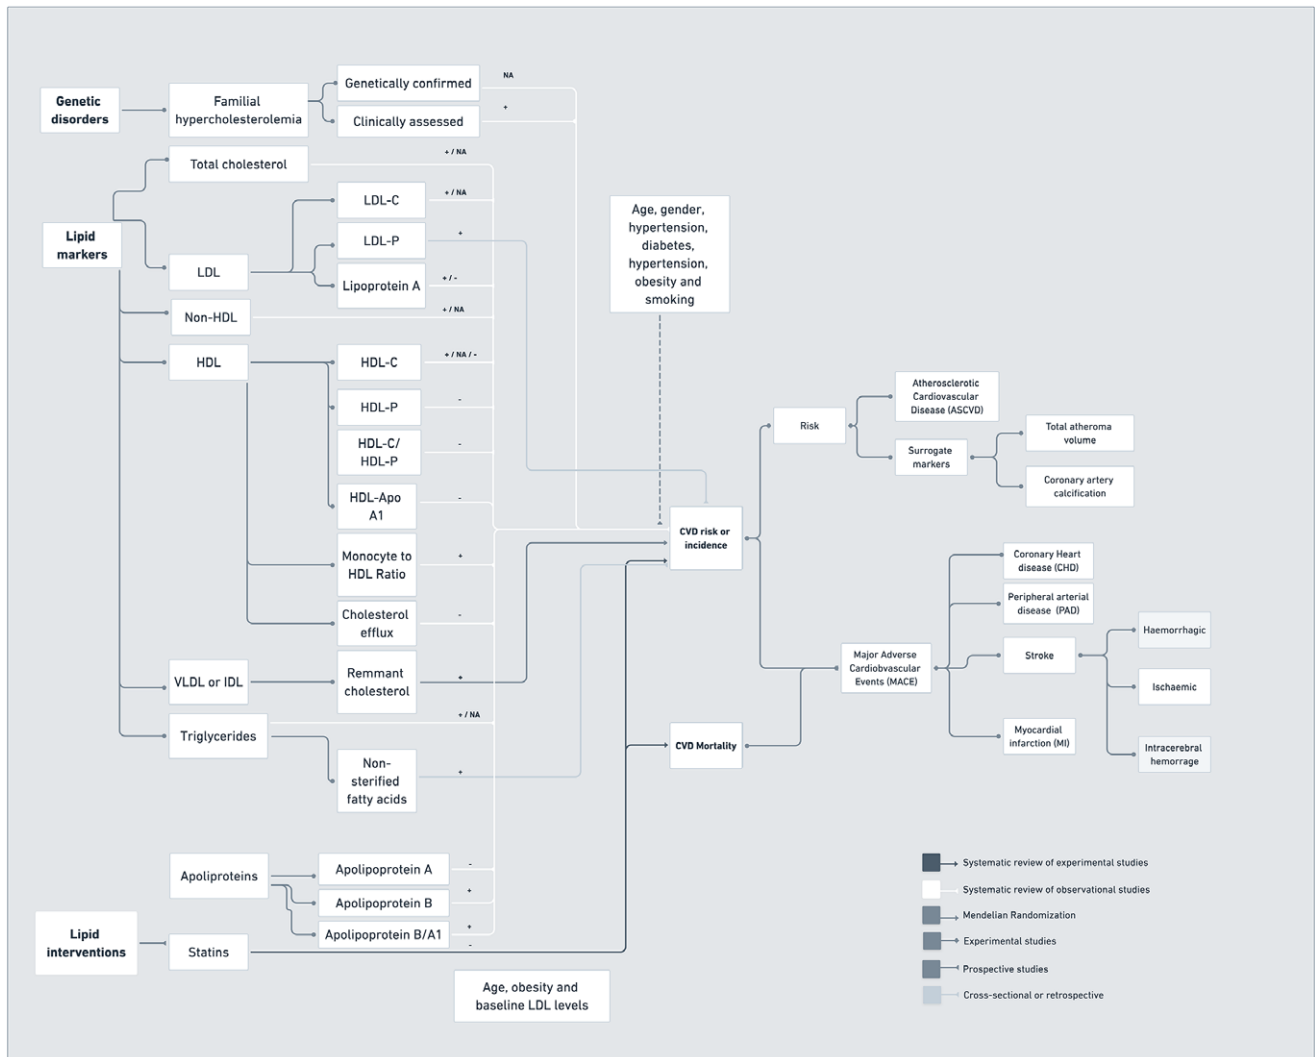 Genetic
disorders
Familial
hypercholesterolemia
Genetically confirmed
NA
Clinically assessed
+
Lipid
markers
Total cholesterol
+ / NA
LDL
LDL-C
+ / NA
LDL-P
+
Lipoprotein A
+ / -
Non-HDL
+ / NA
HDL
HDL-C
+ / NA / -
HDL-P
-
HDL-C/
HDL-P
-
HDL-Apo
A1
-
Monocyte to
HDL Ratio
+
Cholesterol
efflux
-
VLDL or IDL
Remmant
cholesterol
+
Triglycerides
+ / NA
Non-
sterified
fatty acids
+
Apoliproteins
Apolipoprotein A
-
Apolipoprotein B
+
Apolipoprotein B/A1
+
Lipid
interventions
Statins
-
Age, obesity and
baseline LDL levels
Age, gender,
hypertension,
diabetes,
hypertension,
obesity and
smoking
CVD risk or
incidence
CVD Mortality
Risk
Atherosclerotic
Cardiovascular
Disease (ASCVD)
Surrogate
markers
Total atheroma
volume
Coronary artery
calcification
Major Adverse
Cardiobvascular
Events (MACE)
Coronary Heart
disease (CHD)
Peripheral arterial
disease (PAD)
Stroke
Myocardial
infarction (MI)
Haemorrhagic
Ischaemic
Intracerebral
hemorrage
Systematic review of experimental studies
Systematic review of observational studies
Mendelian Randomization
Experimental studies
Prospective studies
Cross-sectional or retrospective